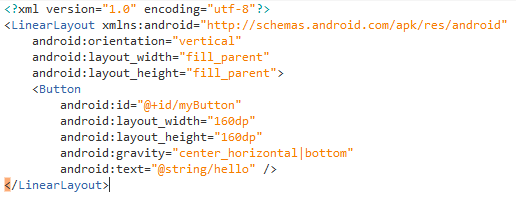 <?xml version="1.0" encoding="utf-8"?>
<LinearLayout xmlns:android="http://schemas.android.com/apk/res/android"
    android:orientation="vertical"
    android:layout_width="fill_parent"
    android:layout_height="fill_parent">
    <Button
        android:id="@+id/myButton"
        android:layout_width="160dp"
        android:layout_height="160dp"
        android:gravity="center_horizontal|bottom"
        android:text="@string/hello" />
</LinearLayout>